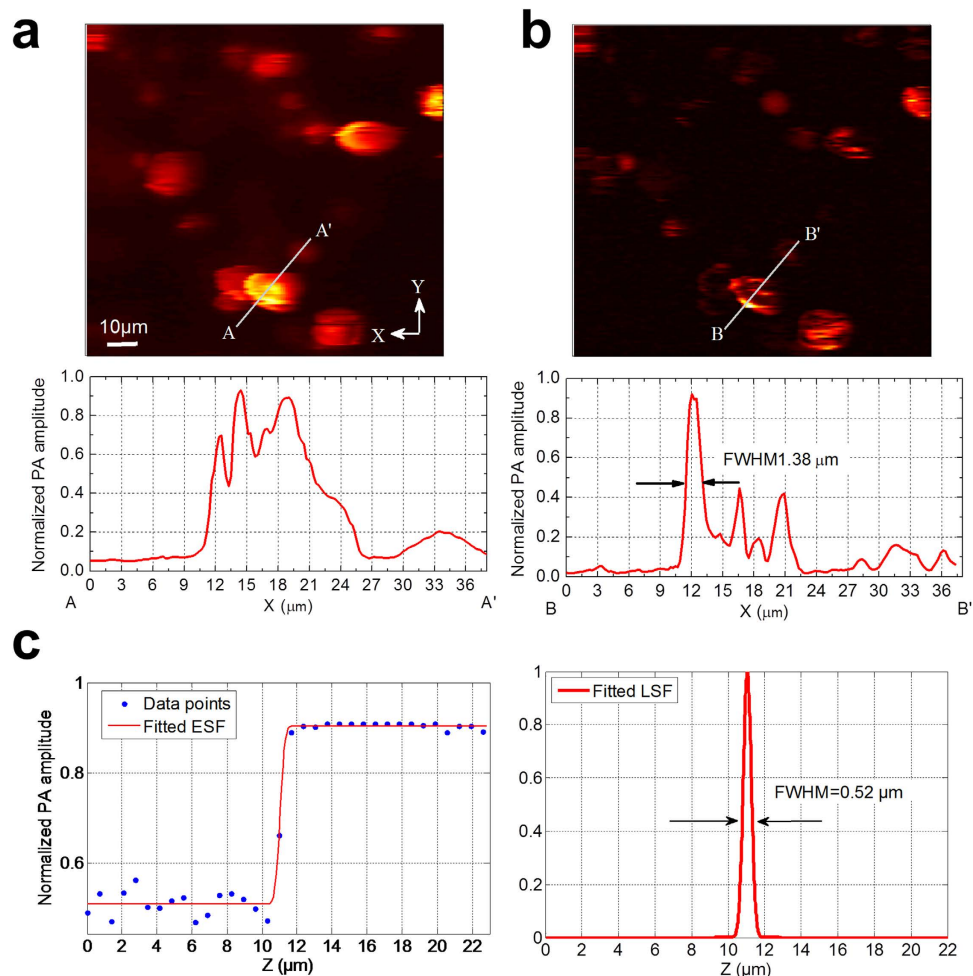 a
b
A'
A
10µm
Y
X
B'
B
Normalized PA amplitude
1.0
0.8
0.6
0.4
0.2
0.0
0 3 6 9 12 15 18 21 24 27 30 33 36
A X (µm) A'
Normalized PA amplitude
1.0
0.8
0.6
0.4
0.2
0.0
FWHM1.38 µm
0 3 6 9 12 15 18 21 24 27 30 33 36
B X (µm) B'
c
Normalized PA amplitude
1
0.8
0.6
Data points
Fitted ESF
0 2 4 6 8 10 12 14 16 18 20 22
Z (µm)
1
0.8
0.6
0.4
0.2
0
Fitted LSF
FWHM=0.52 µm
0 2 4 6 8 10 12 14 16 18 20 22
Z (µm)